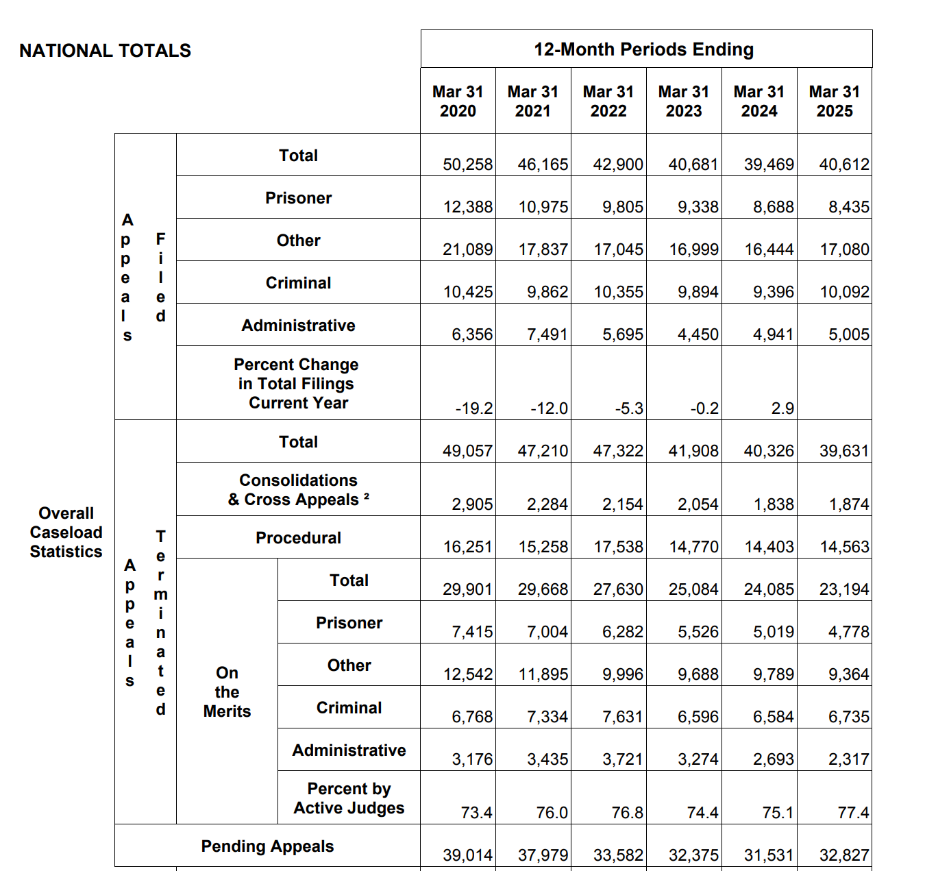 NATIONAL TOTALS
12-Month Periods Ending
Mar 31 2020 Mar 31 2021 Mar 31 2022 Mar 31 2023 Mar 31 2024 Mar 31 2025
Overall Caseload Statistics
Appeals Filed
Total 50,258 46,165 42,900 40,681 39,469 40,612
Prisoner 12,388 10,975 9,805 9,338 8,688 8,435
Other 21,089 17,837 17,045 16,999 16,444 17,080
Criminal 10,425 9,862 10,355 9,894 9,396 10,092
Administrative 6,356 7,491 5,695 4,450 4,941 5,005
Percent Change
in Total Filings
Current Year -19.2 -12.0 -5.3 -0.2 2.9
Appeals Terminated
Total 49,057 47,210 47,322 41,908 40,326 39,631
Consolidations
& Cross Appeals ² 2,905 2,284 2,154 2,054 1,838 1,874
Procedural 16,251 15,258 17,538 14,770 14,403 14,563
On the Merits
Total 29,901 29,668 27,630 25,084 24,085 23,194
Prisoner 7,415 7,004 6,282 5,526 5,019 4,778
Other 12,542 11,895 9,996 9,688 9,789 9,364
Criminal 6,768 7,334 7,631 6,596 6,584 6,735
Administrative 3,176 3,435 3,721 3,274 2,693 2,317
Percent by
Active Judges 73.4 76.0 76.8 74.4 75.1 77.4
Pending Appeals 39,014 37,979 33,582 32,375 31,531 32,827